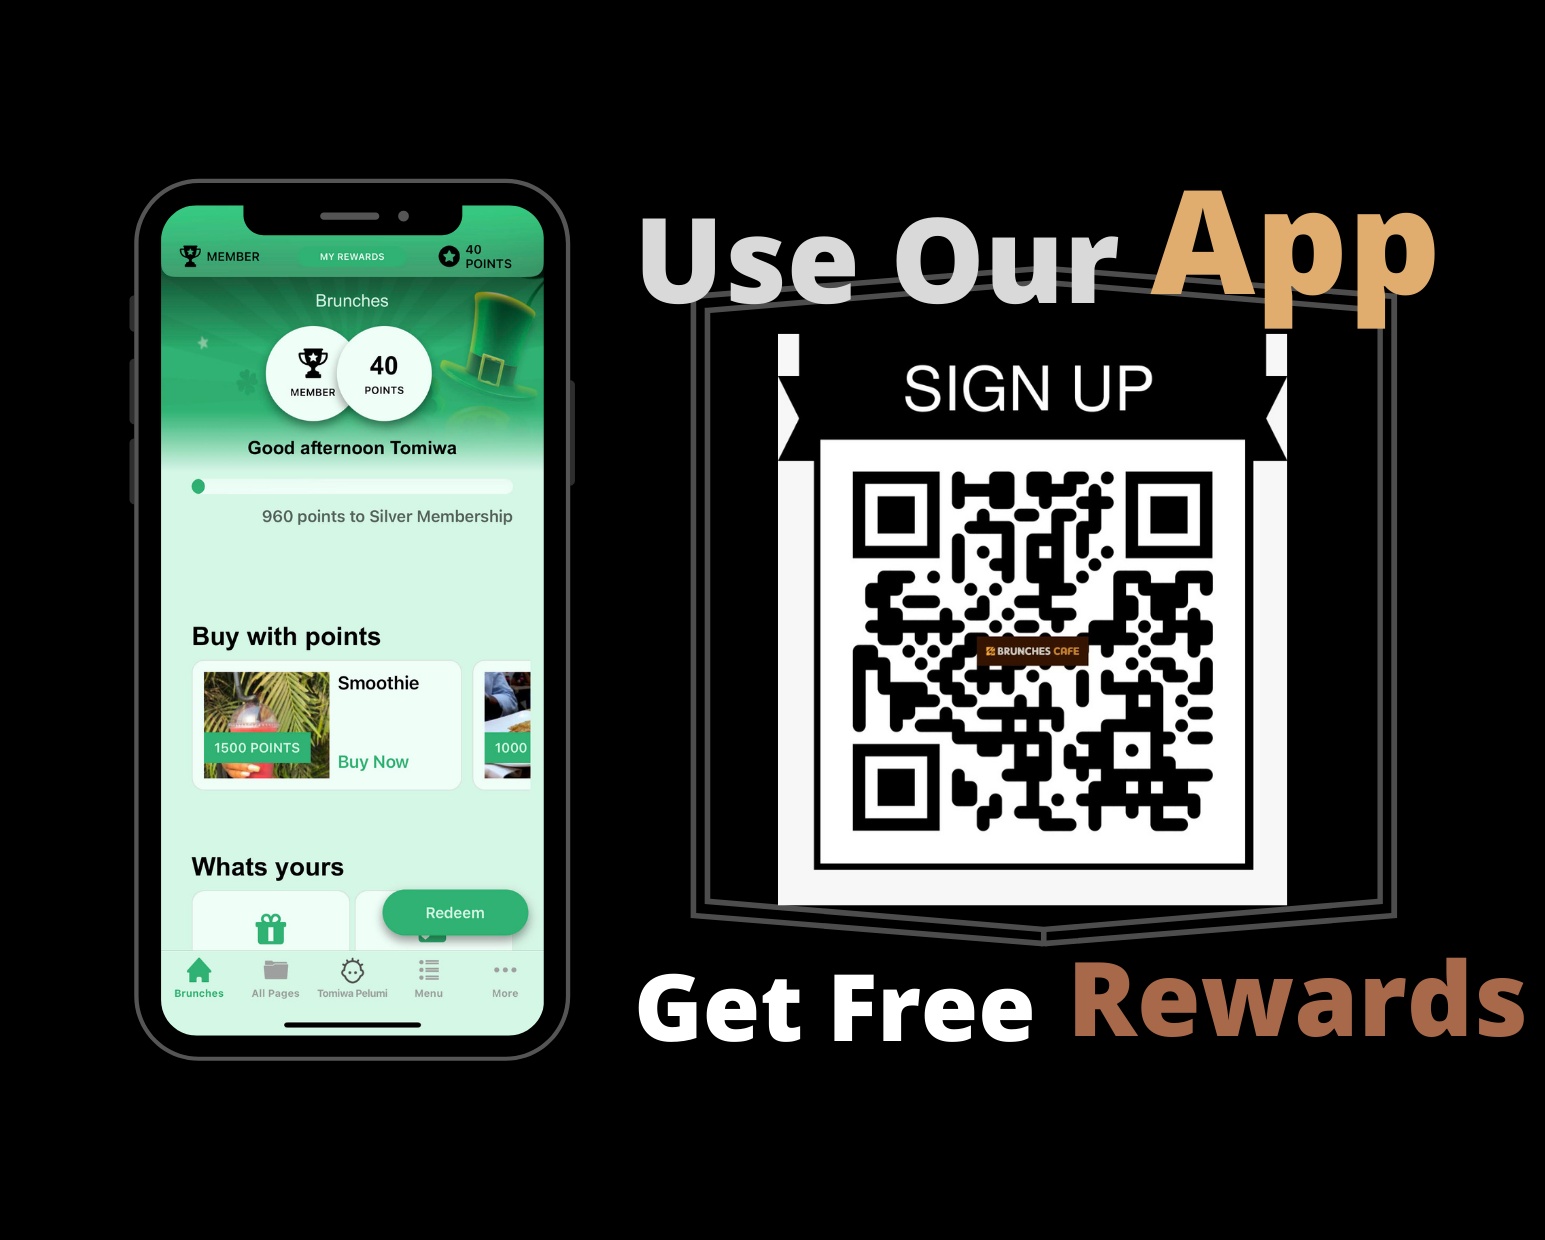 MEMBER
MY REWARDS
40
POINTS
Brunches
MEMBER
40
POINTS
Good afternoon Tomiwa
960 points to Silver Membership
Buy with points
Smoothie
1500 POINTS
Buy Now
1000
Whats yours
Redeem
Brunches
All Pages
Tomiwa Pelumi
Menu
More
Use Our App
SIGN UP
BRUNCHES CAFE
Get Free Rewards